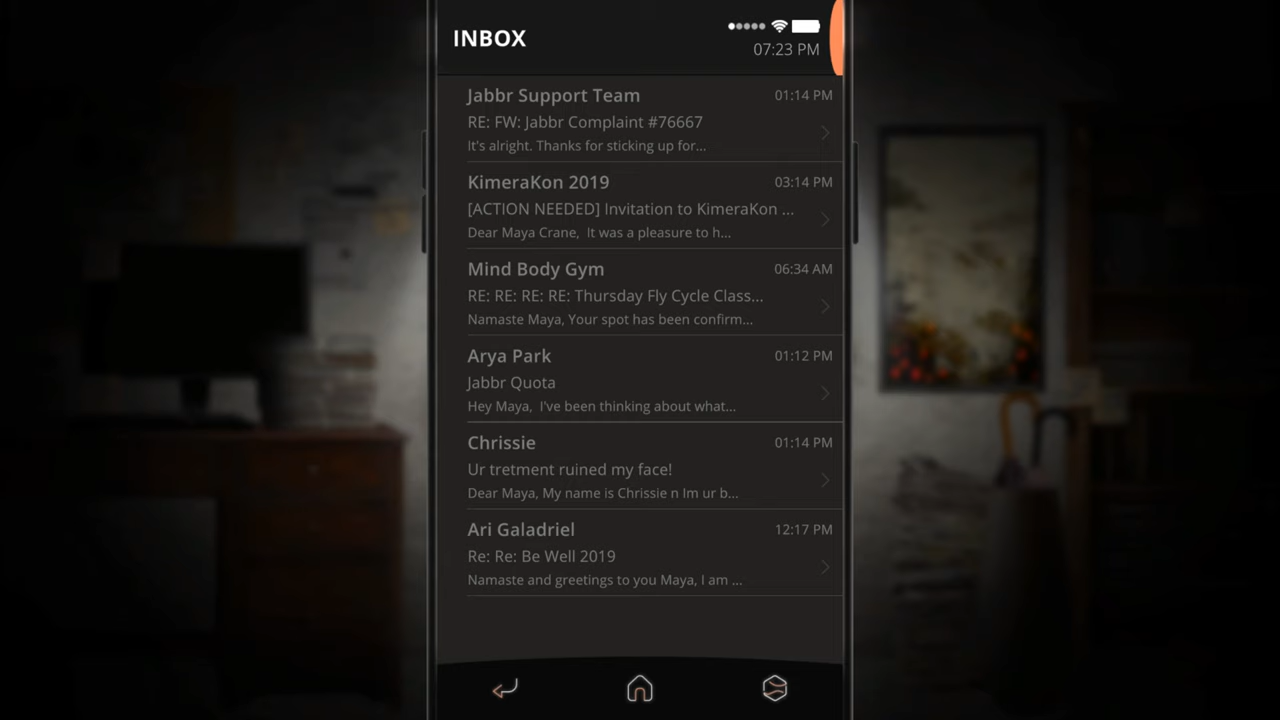 INBOX
07:23 PM
Jabbr Support Team 01:14 PM
RE: FW: Jabbr Complaint #76667
It's alright. Thanks for sticking up for...
KimeraKon 2019 03:14 PM
[ACTION NEEDED] Invitation to KimeraKon ...
Dear Maya Crane,  It was a pleasure to h...
Mind Body Gym 06:34 AM
RE: RE: RE: RE: Thursday Fly Cycle Class...
Namaste Maya, Your spot has been confirm...
Arya Park 01:12 PM
Jabbr Quota
Hey Maya,  I've been thinking about what...
Chrissie 01:14 PM
Ur tretment ruined my face!
Dear Maya, My name is Chrissie n Im ur b...
Ari Galadriel 12:17 PM
Re: Re: Be Well 2019
Namaste and greetings to you Maya, I am ...